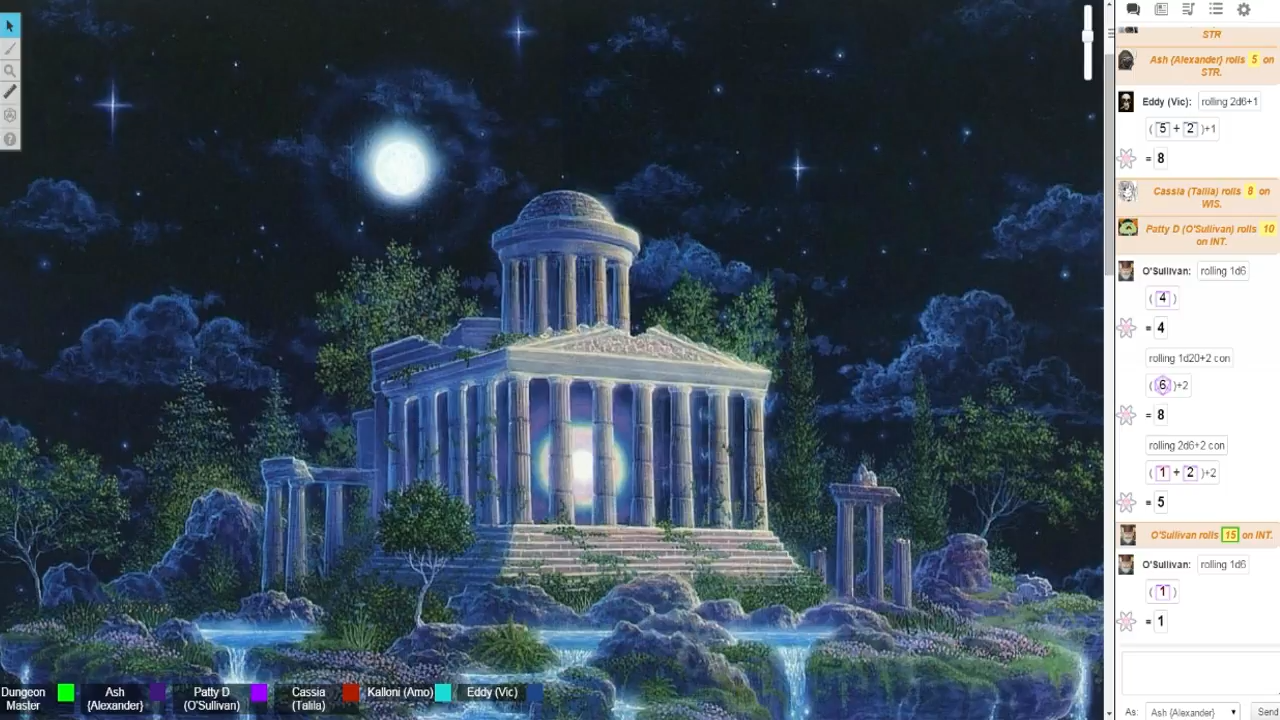 STR
Ash {Alexander} rolls 5 on
STR.
Eddy (Vic): rolling 2d6+1
(5+2)+1
=8
Cassia (Talila) rolls 8 on
WIS.
Patty D (O'Sullivan) rolls 10
on INT.
O'Sullivan: rolling 1d6
(4)
=4
rolling 1d20+2 con
(6)+2
=8
rolling 2d6+2 con
(1+2)+2
=5
O'Sullivan rolls 15 on INT.
O'Sullivan: rolling 1d6
(1)
=1
Dungeon
Master
Ash
{Alexander}
Patty D
(O'Sullivan)
Cassia
(Talila)
Kalloni (Amo)
Eddy (Vic)
As: Ash {Alexander} Send